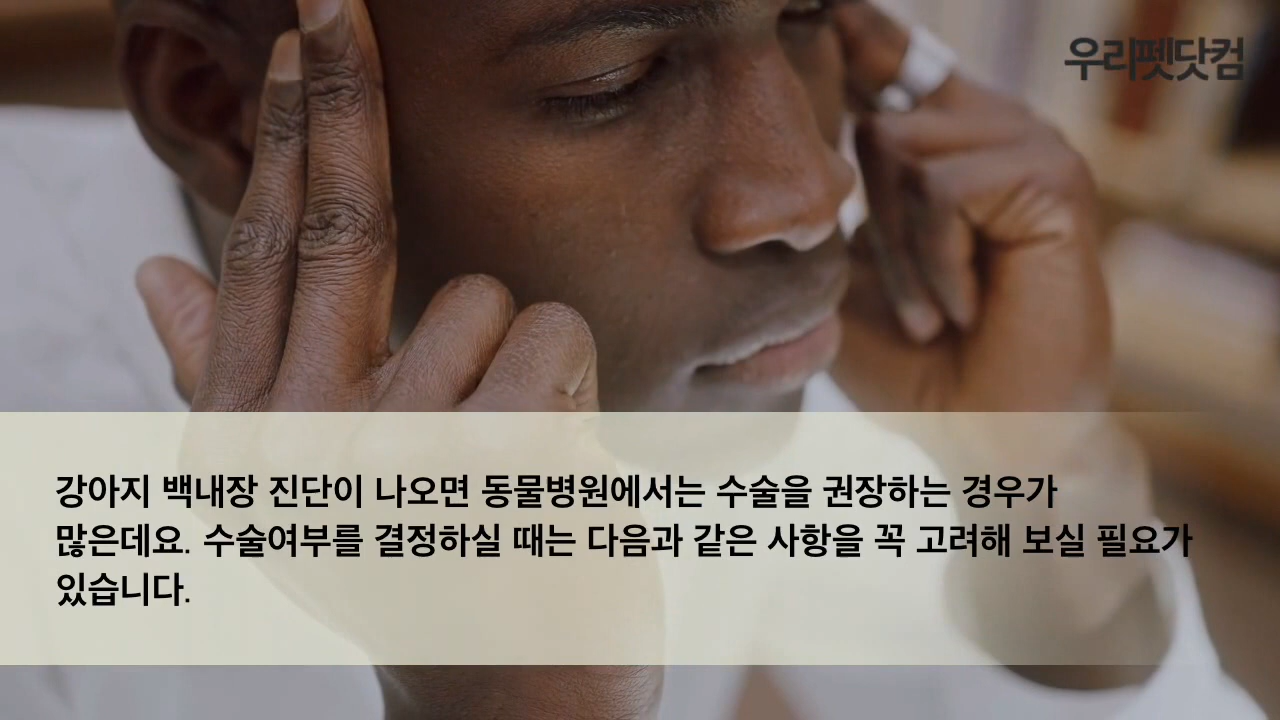 우리펫닷컴
강아지 백내장 진단이 나오면 동물병원에서는 수술을 권장하는 경우가
많은데요. 수술여부를 결정하실 때는 다음과 같은 사항을 꼭 고려해 보실 필요가
있습니다.